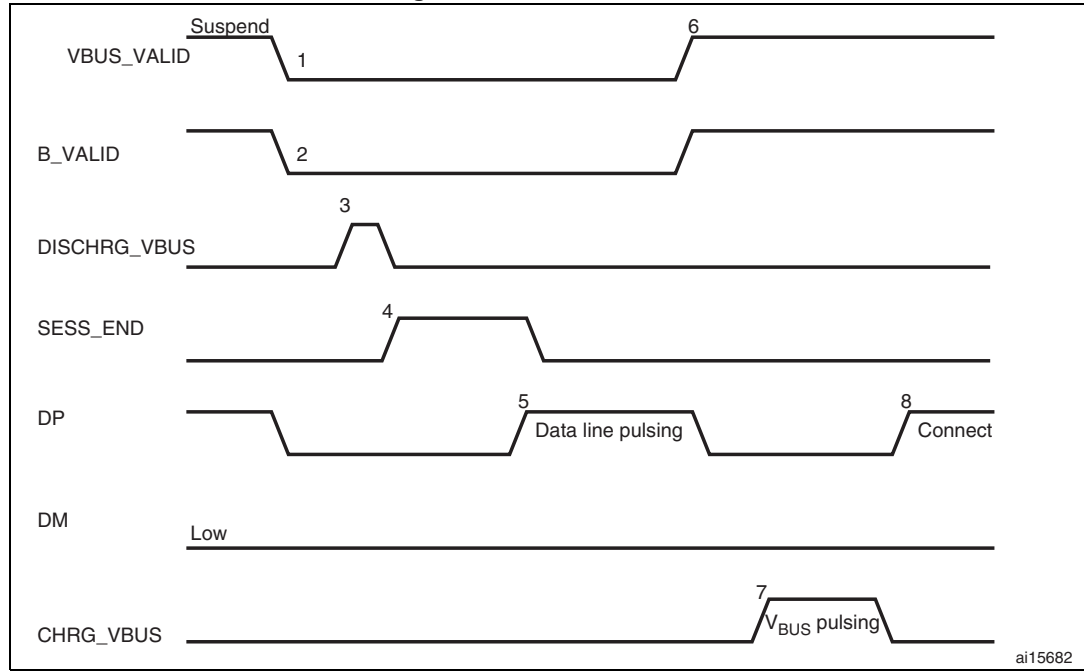 Suspend
6
VBUS_VALID
1
B_VALID
2
3
DISCHRG_VBUS
4
SESS_END
5
8
DP
Data line pulsing
Connect
DM
Low
7
VBUS pulsing
CHRG_VBUS
ai15682